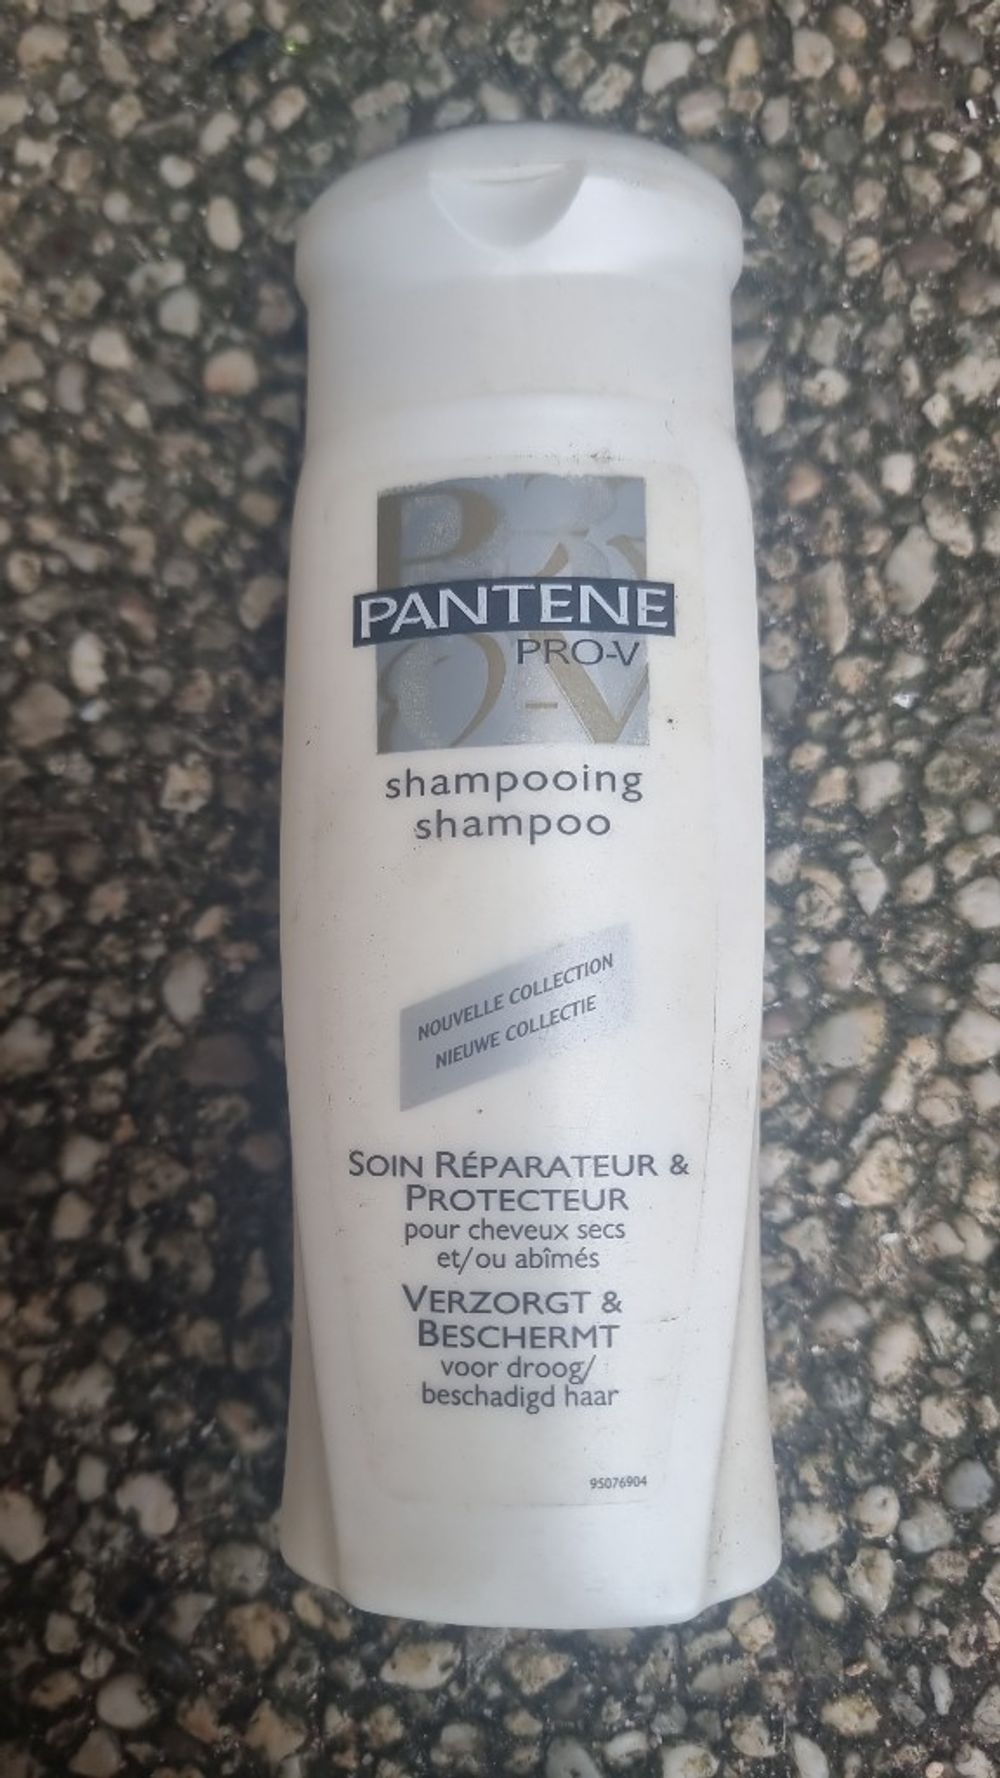 PANTENE
PRO-V
shampooing
shampoo
NOUVELLE COLLECTION
NIEUWE COLLECTIE
SOIN RÉPARATEUR &
PROTECTEUR
pour cheveux secs
et/ou abîmés
VERZORGT &
BESCHERMT
voor droog/
beschadigd haar
95076904